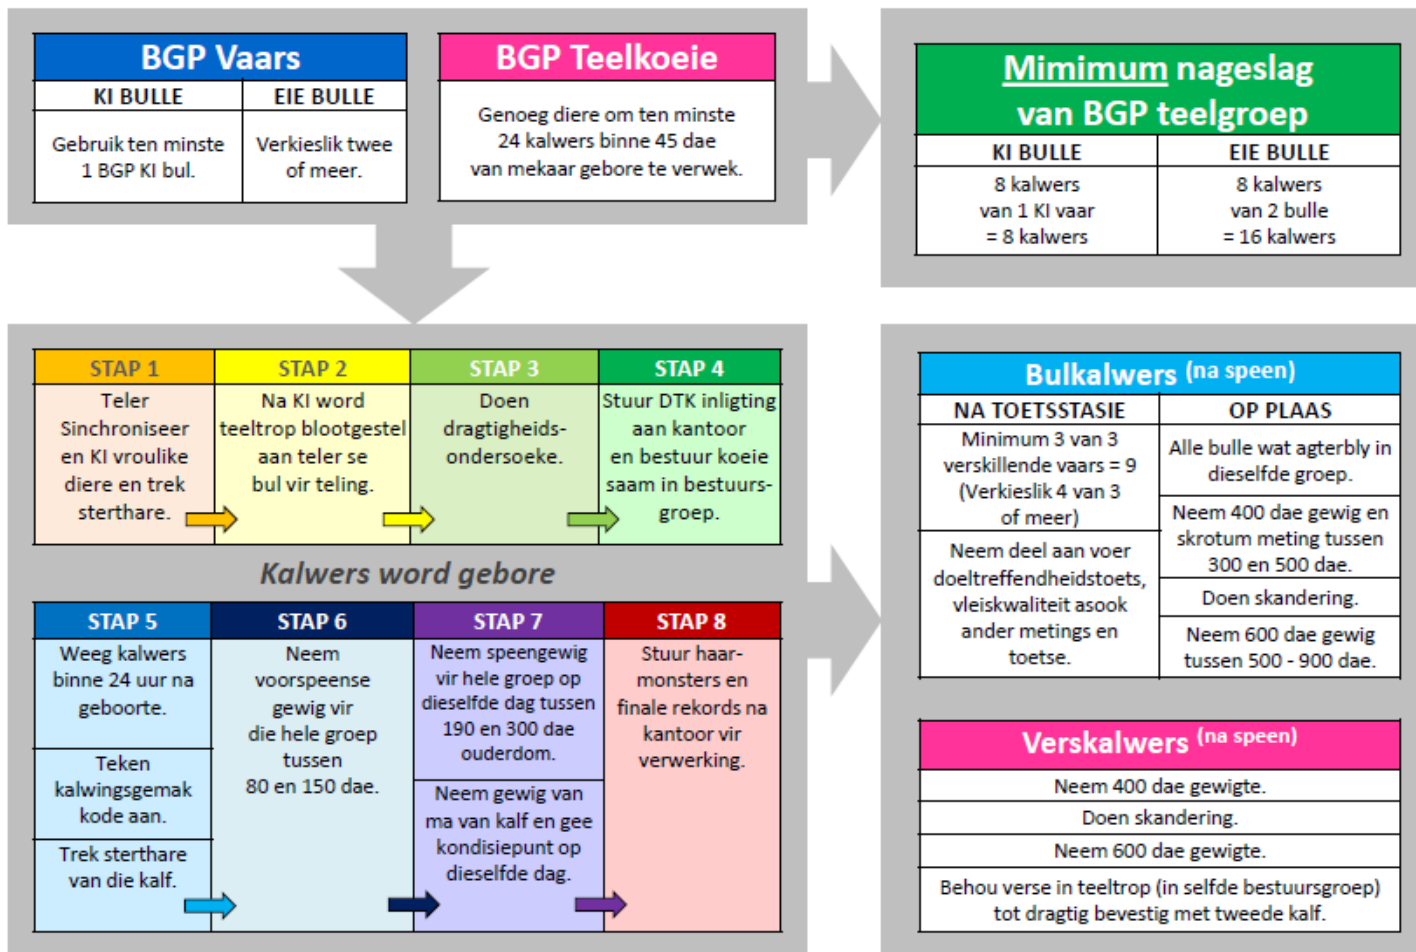 BGP Vaars
KI BULLE
EIE BULLE
Gebruik ten minste
1 BGP KI bul.
Verkieslik twee
of meer.
BGP Teelkoeie
Genoeg diere om ten minste
24 kalwers binne 45 dae
van mekaar gebore te verwek.
Mimimum nageslag
van BGP teelgroep
KI BULLE
EIE BULLE
8 kalwers
van 1 KI vaar
= 8 kalwers
8 kalwers
van 2 bulle
= 16 kalwers
STAP 1
Teler
Sinchroniseer
en KI vroulike
diere en trek
sterthare.
STAP 2
Na KI word
teeltrop blootgestel
aan teler se
bul vir teling.
STAP 3
Doen
dragtigheids-
ondersoeke.
STAP 4
Stuur DTK inligting
aan kantoor
en bestuur koeie
saam in bestuurs-
groep.
Kalwers word gebore
STAP 5
Weeg kalwers
binne 24 uur na
geboorte.
Teken
kalwingsgemak
kode aan.
Trek sterthare
van die kalf.
STAP 6
Neem
voorspeense
gewig vir
die hele groep
tussen
80 en 150 dae.
STAP 7
Neem speengewig
vir hele groep op
dieselfde dag tussen
190 en 300 dae
ouderdom.
Neem gewig van
ma van kalf en gee
kondisiepunt op
dieselfde dag.
STAP 8
Stuur haar-
monsters en
finale rekords na
kantoor vir
verwerking.
Bulkalwers (na speen)
NA TOETSSTASIE
Minimum 3 van 3
verskillende vaars = 9
(Verkieslik 4 van 3
of meer)
Neem deel aan voer
doeltreffendheidstoets,
vleiskwaliteit asook
ander metings en
toetse.
OP PLAAS
Alle bulle wat agterbly in
dieselfde groep.
Neem 400 dae gewig en
skrotum meting tussen
300 en 500 dae.
Doen skandering.
Neem 600 dae gewig
tussen 500 - 900 dae.
Verskalwers (na speen)
Neem 400 dae gewigte.
Doen skandering.
Neem 600 dae gewigte.
Behou verse in teeltrop (in selfde bestuursgroep)
tot dragtig bevestig met tweede kalf.